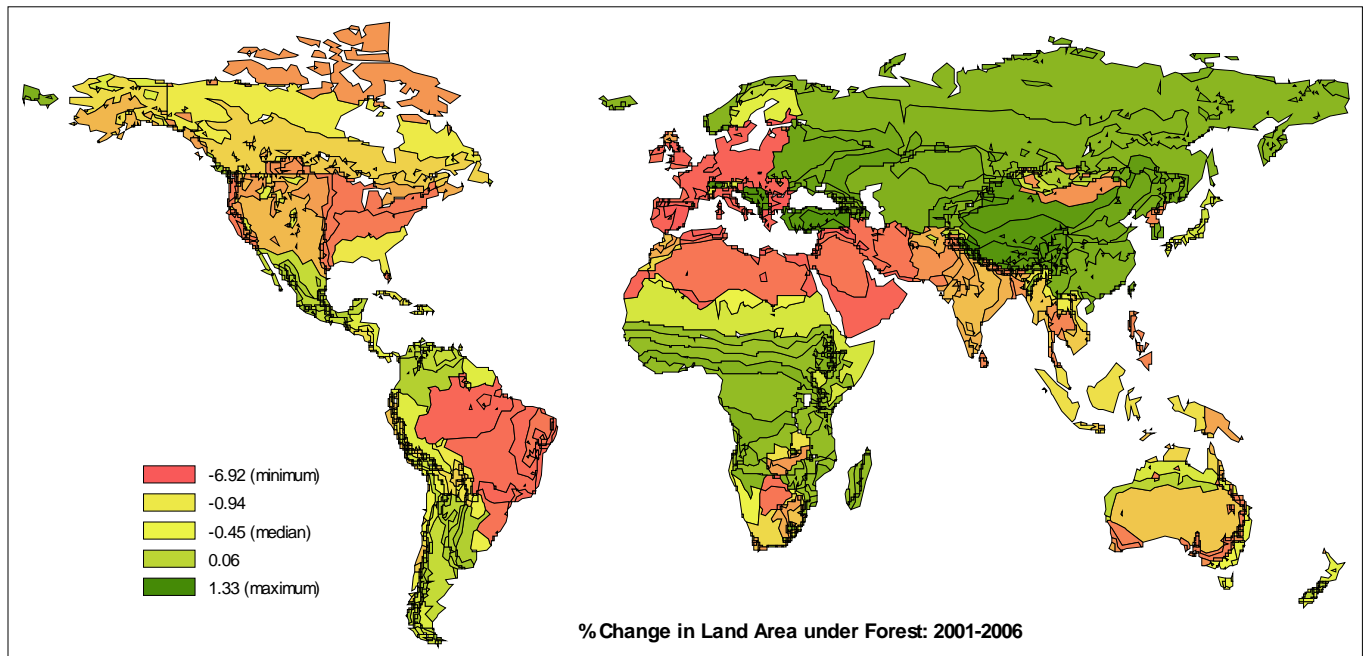 -6.92 (minimum)
-0.94
-0.45 (median)
0.06
1.33 (maximum)
% Change in Land Area under Forest: 2001-2006